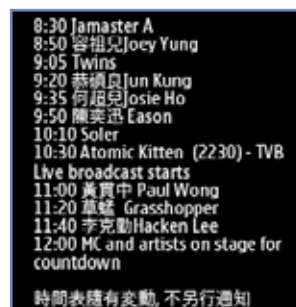 8:30 Jamaster A
8:50 容祖兒Joey Yung
9:05 Twins
9:20 恭碩良Jun Kung
9:35 何超兒Josie Ho
9:50 陳奕迅 Eason
10:10 Soler
10:30 Atomic Kitten (2230) - TVB
Live broadcast starts
11:00 黃貫中 Paul Wong
11:20 草蜢 Grasshopper
11:40 李克勤Hacken Lee
12:00 MC and artists on stage for
countdown
時間表隨有變動, 不另行通知